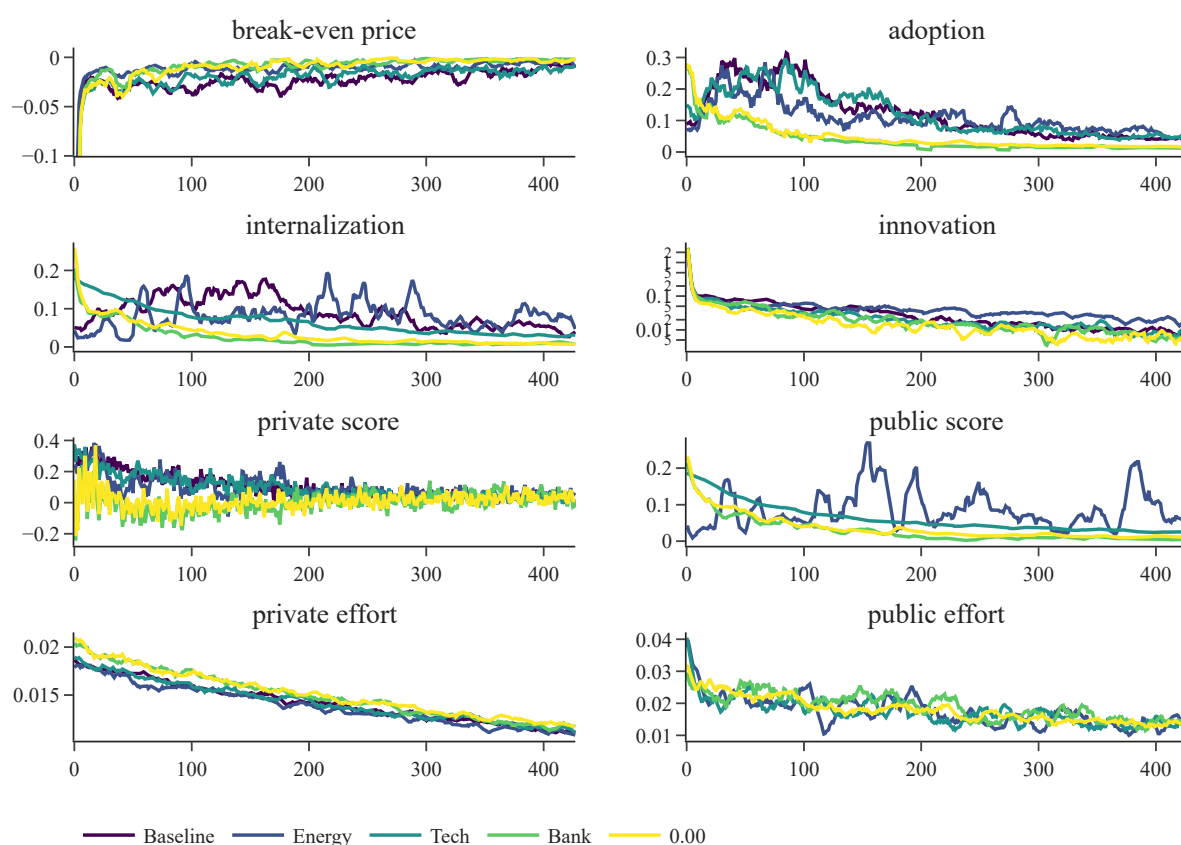 break-even price
0
−0.05
−0.1
0 100 200 300 400
adoption
0.3
0.2
0.1
0
0 100 200 300 400
internalization
0.2
0.1
0
0 100 200 300 400
innovation
2
1
5
2
0.1
5
2
0.01
5
0 100 200 300 400
private score
0.4
0.2
0
−0.2
0 100 200 300 400
public score
0.2
0.1
0
0 100 200 300 400
private effort
0.02
0.015
0 100 200 300 400
public effort
0.04
0.03
0.02
0.01
0 100 200 300 400
Baseline Energy Tech Bank 0.00